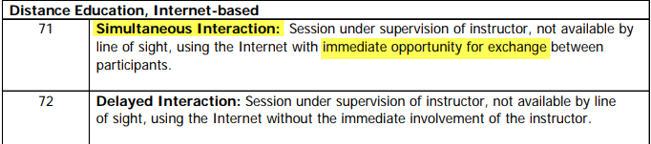 Distance Education, Internet-based
71 Simultaneous Interaction: Session under supervision of instructor, not available by
line of sight, using the Internet with immediate opportunity for exchange between
participants.
72 Delayed Interaction: Session under supervision of instructor, not available by line
of sight, using the Internet without the immediate involvement of the instructor.